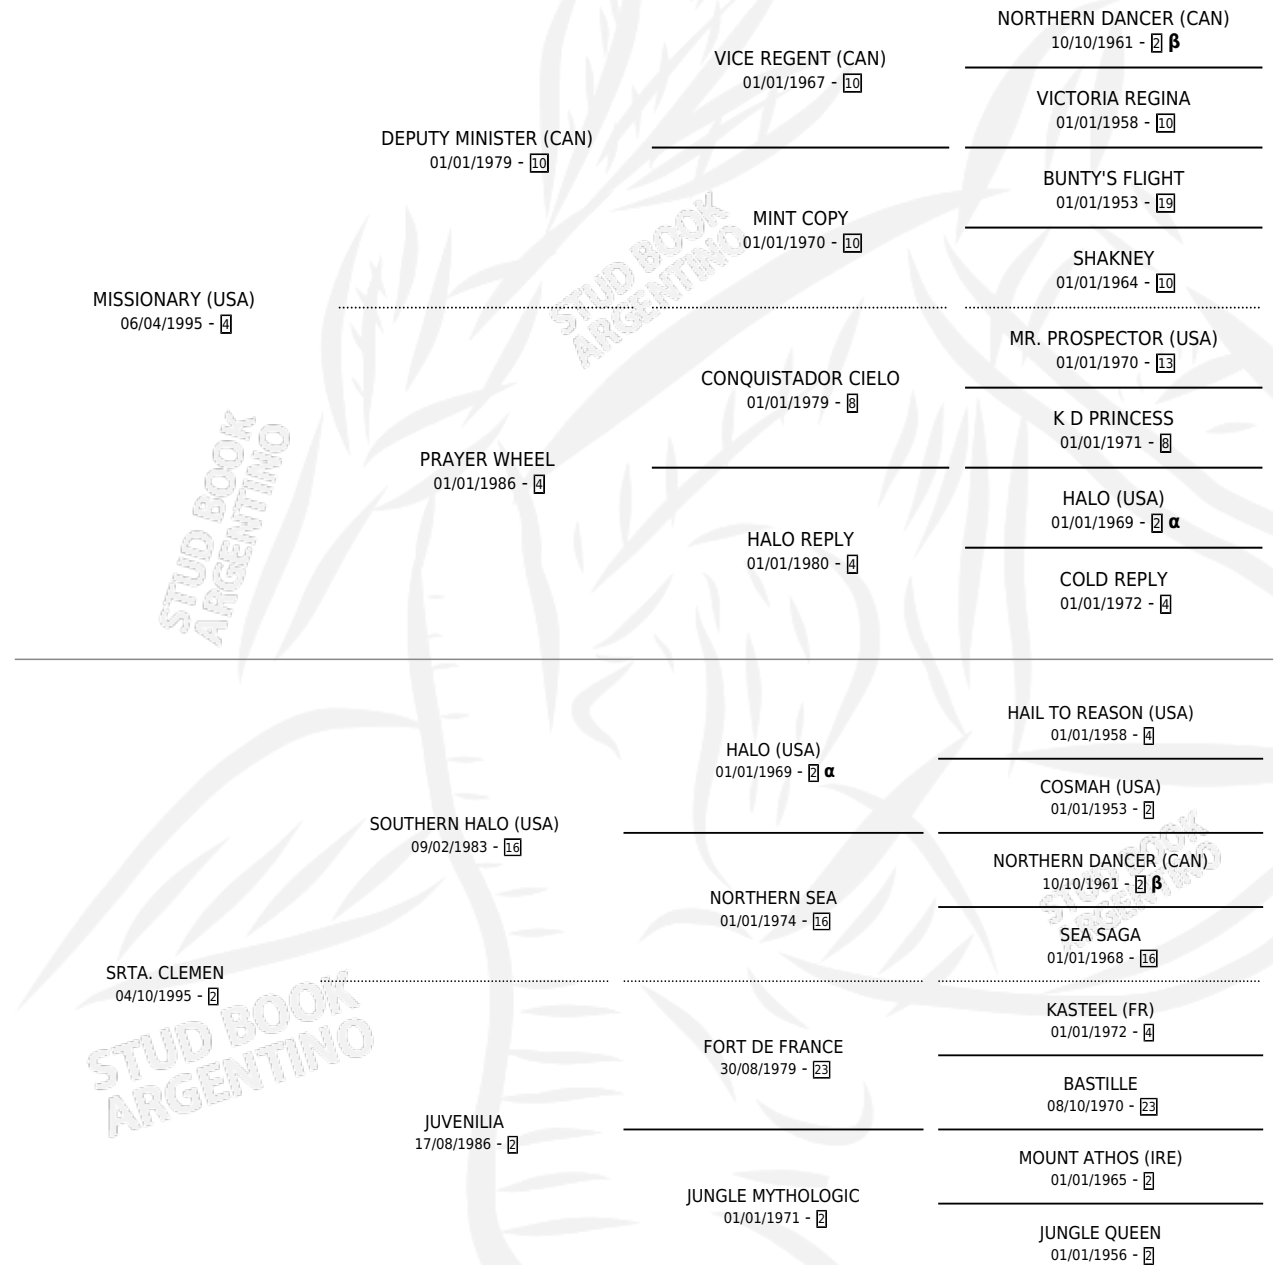 NORTHERN DANCER (CAN)
10/10/1961 - 2 β
VICE REGENT (CAN)
01/01/1967 - 10
VICTORIA REGINA
01/01/1958 - 10
DEPUTY MINISTER (CAN)
01/01/1979 - 10
BUNTY'S FLIGHT
01/01/1953 - 19
MINT COPY
01/01/1970 - 10
SHAKNEY
01/01/1964 - 10
MISSIONARY (USA)
06/04/1995 - 4
MR. PROSPECTOR (USA)
01/01/1970 - 13
CONQUISTADOR CIELO
01/01/1979 - 8
K D PRINCESS
01/01/1971 - 8
PRAYER WHEEL
01/01/1986 - 4
HALO (USA)
01/01/1969 - 2 α
HALO REPLY
01/01/1980 - 4
COLD REPLY
01/01/1972 - 4
HAIL TO REASON (USA)
01/01/1958 - 4
HALO (USA)
01/01/1969 - 2 α
COSMAH (USA)
01/01/1953 - 2
SOUTHERN HALO (USA)
09/02/1983 - 16
NORTHERN DANCER (CAN)
10/10/1961 - 2 β
NORTHERN SEA
01/01/1974 - 16
SEA SAGA
01/01/1968 - 16
SRTA. CLEMEN
04/10/1995 - 2
KASTEEL (FR)
01/01/1972 - 4
FORT DE FRANCE
30/08/1979 - 23
BASTILLE
08/10/1970 - 23
JUVENILIA
17/08/1986 - 2
MOUNT ATHOS (IRE)
01/01/1965 - 2
JUNGLE MYTHOLOGIC
01/01/1971 - 2
JUNGLE QUEEN
01/01/1956 - 2
STUD BOOK
ARGENTINO
STUD BOOK
ARGENTINO
STUD BOOK
ARGENTINO
STUD BOOK
ARGENTINO